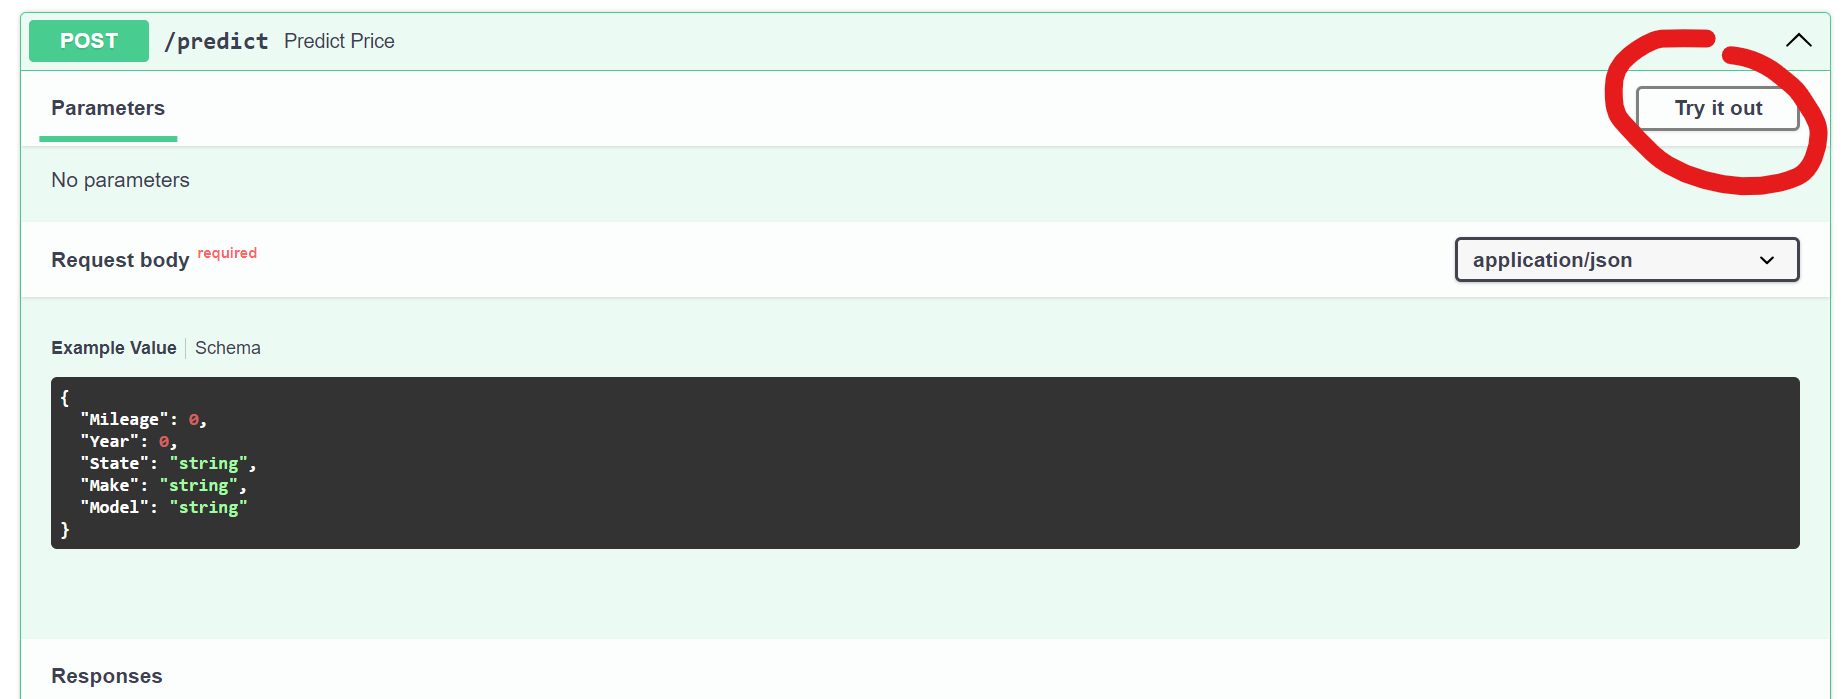 POST /predict Predict Price
Parameters
Try it out
No parameters
Request body required
application/json
Example Value Schema
{
"Mileage": 0,
"Year": 0,
"State": "string",
"Make": "string",
"Model": "string"
}
Responses